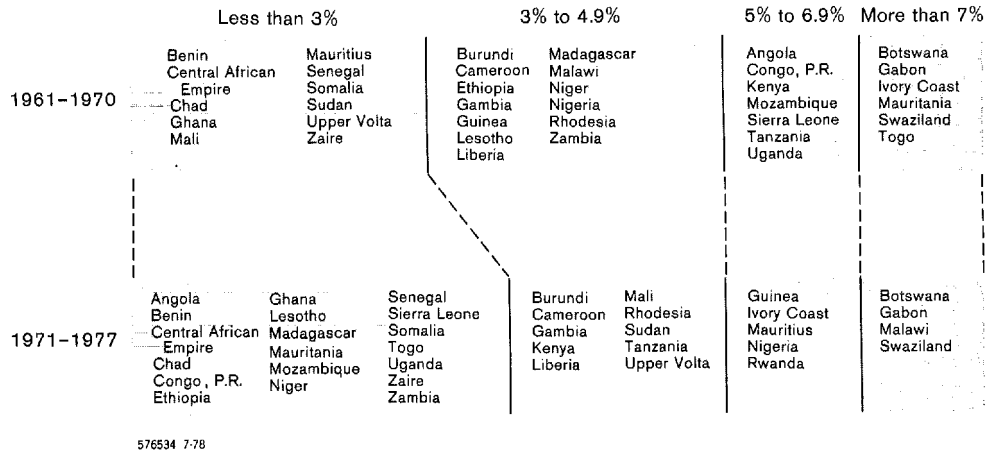 Less than 3%
3% to 4.9%
5% to 6.9%
More than 7%
1961–1970
Benin
Central African
Empire
Chad
Ghana
Mali
Mauritius
Senegal
Somalia
Sudan
Upper Volta
Zaire
Burundi
Cameroon
Ethiopia
Gambia
Guinea
Lesotho
Liberia
Madagascar
Malawi
Niger
Nigeria
Rhodesia
Zambia
Angola
Congo, P.R.
Kenya
Mozambique
Sierra Leone
Tanzania
Uganda
Botswana
Gabon
Ivory Coast
Mauritania
Swaziland
Togo
1971–1977
Angola
Benin
Central African
Empire
Chad
Congo, P.R.
Ethiopia
Ghana
Lesotho
Madagascar
Mauritania
Mozambique
Niger
Senegal
Sierra Leone
Somalia
Togo
Uganda
Zaire
Zambia
Burundi
Cameroon
Gambia
Kenya
Liberia
Mali
Rhodesia
Sudan
Tanzania
Upper Volta
Guinea
Ivory Coast
Mauritius
Nigeria
Rwanda
Botswana
Gabon
Malawi
Swaziland
576534 7-78